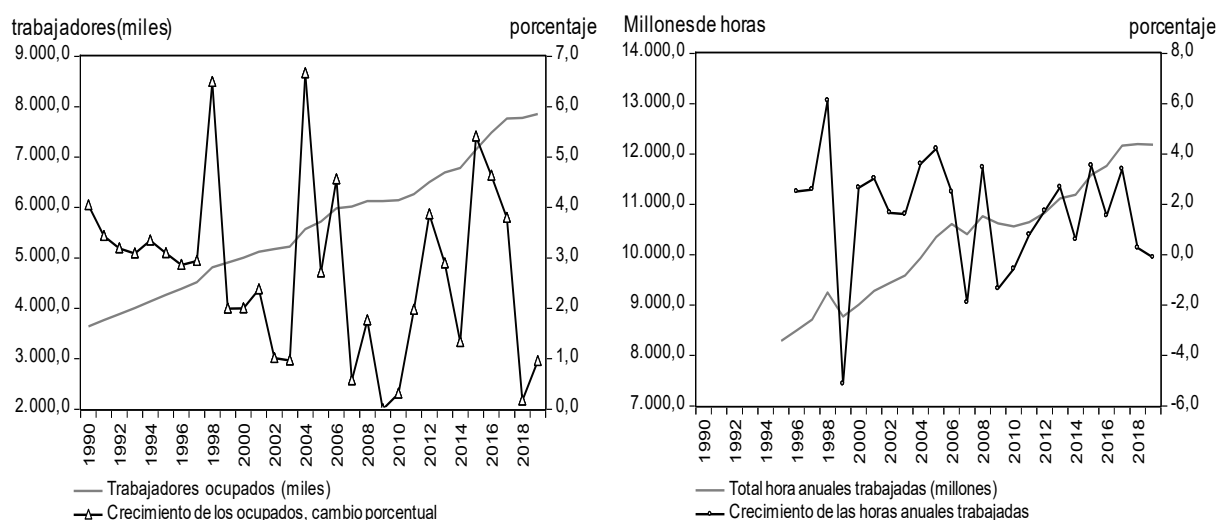 trabajadores (miles) porcentaje
9.000,0 7,0
8.000,0 6,0
7.000,0 5,0
6.000,0 4,0
5.000,0 3,0
4.000,0 2,0
3.000,0 1,0
2.000,0 0,0
1990 1992 1994 1996 1998 2000 2002 2004 2006 2008 2010 2012 2014 2016 2018
Trabajadores ocupados (miles)
Crecimiento de los ocupados, cambio porcentual
Millones de horas porcentaje
14.000,0 8,0
13.000,0 6,0
12.000,0 4,0
11.000,0 2,0
10.000,0 0,0
9.000,0 -2,0
8.000,0 -4,0
7.000,0 -6,0
1990 1992 1994 1996 1998 2000 2002 2004 2006 2008 2010 2012 2014 2016 2018
Total hora anuales trabajadas (millones)
Crecimiento de las horas anuales trabajadas